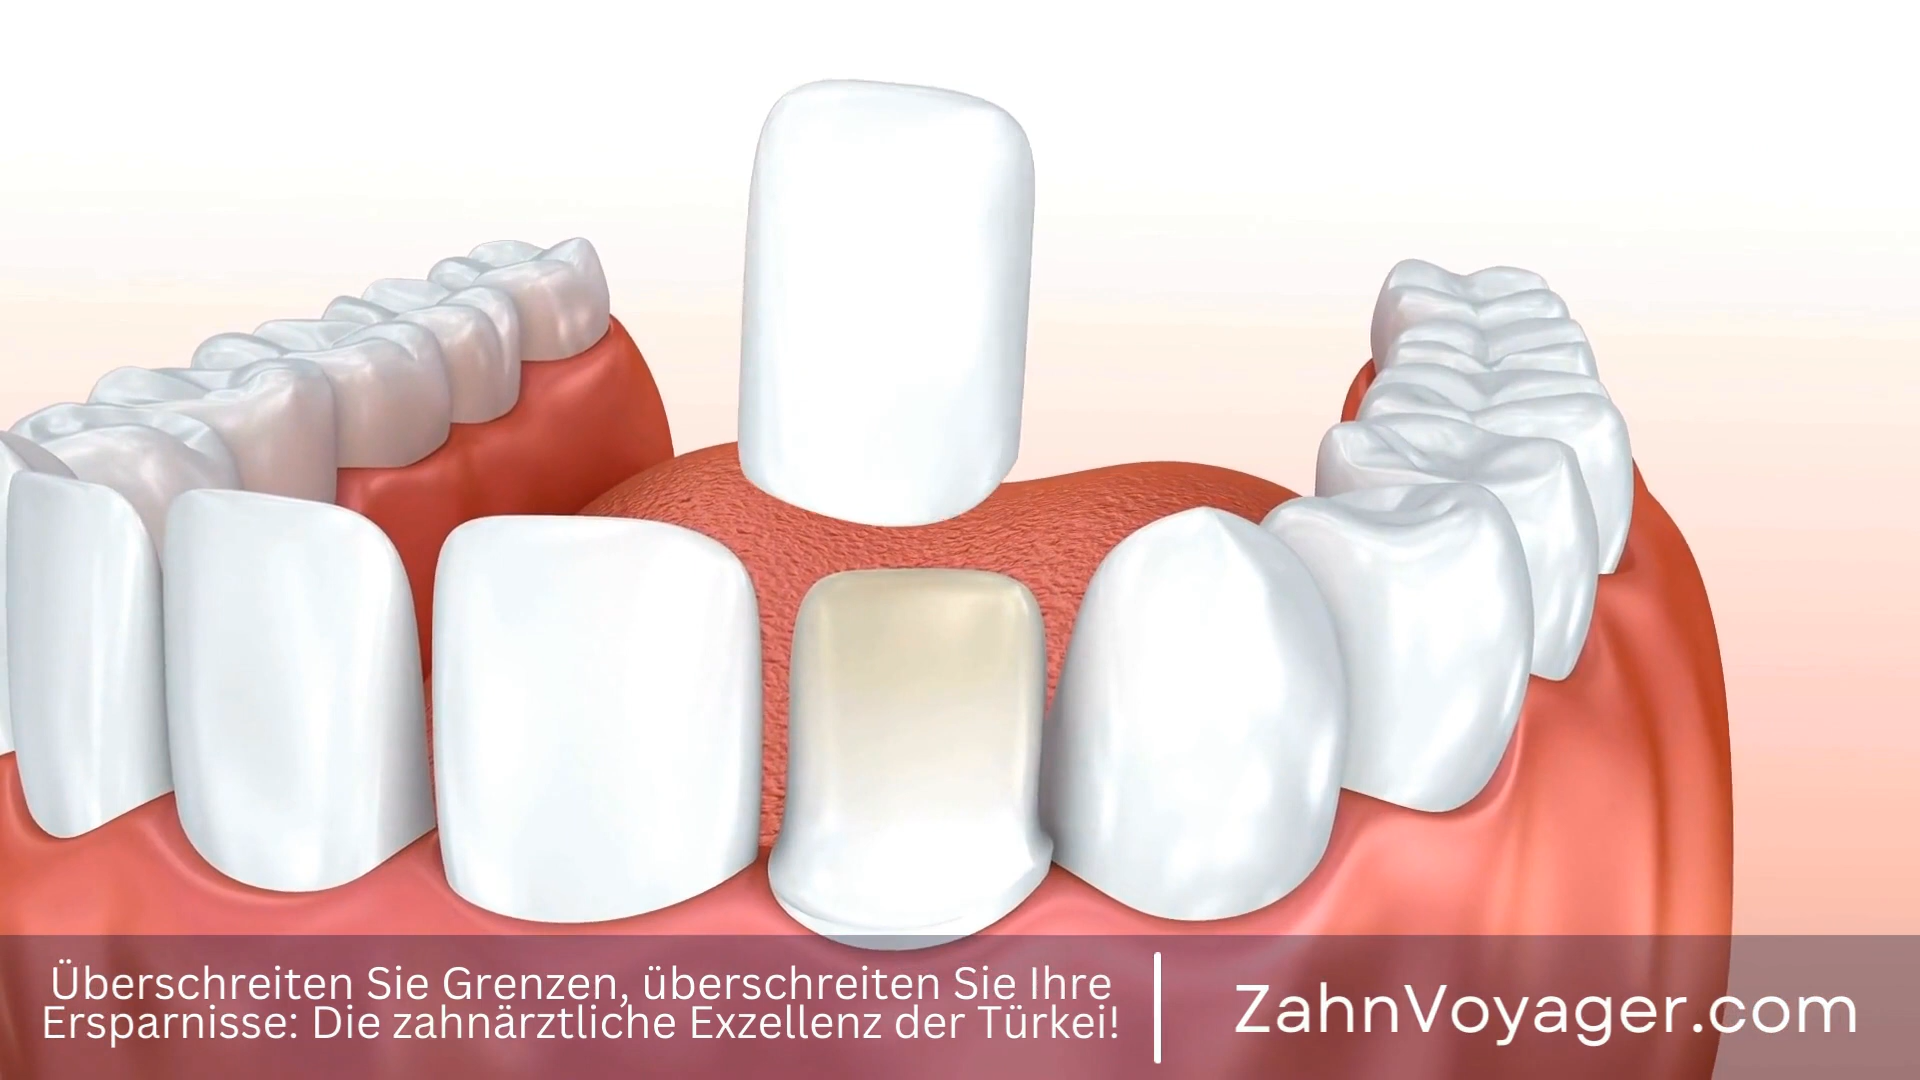 Überschreiten Sie Grenzen, überschreiten Sie Ihre
Ersparnisse: Die zahnärztliche Exzellenz der Türkei!
ZahnVoyager.com